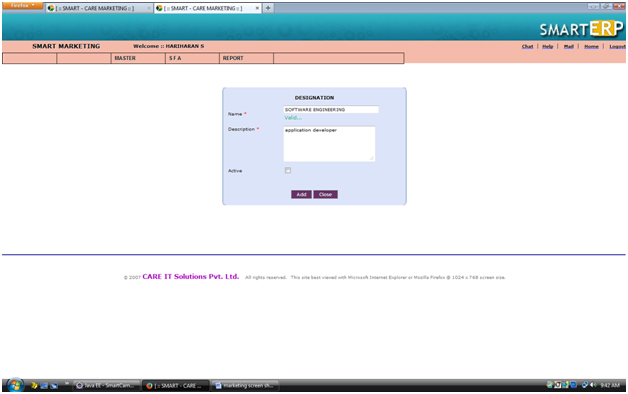 Firefox
[ :: SMART - CARE MARKETING :: ]
[ :: SMART - CARE MARKETING :: ]
SMARTERP
SMART MARKETING
Welcome :: HARIHARAN S
Chat | Help | Mail | Home | Logout
MASTER
S F A
REPORT
DESIGNATION
Name *
SOFTWARE ENGINEERING
Valid...
Description *
application developer
Active
Add
Close
© 2007 CARE IT Solutions Pvt. Ltd. All rights reserved. This site best viewed with Microsoft Internet Explorer or Mozilla Firefox @ 1024 x 768 screen size.
Java EE - SmartCam...
[ :: SMART - CARE ...
marketing screen sh...
9:42 AM